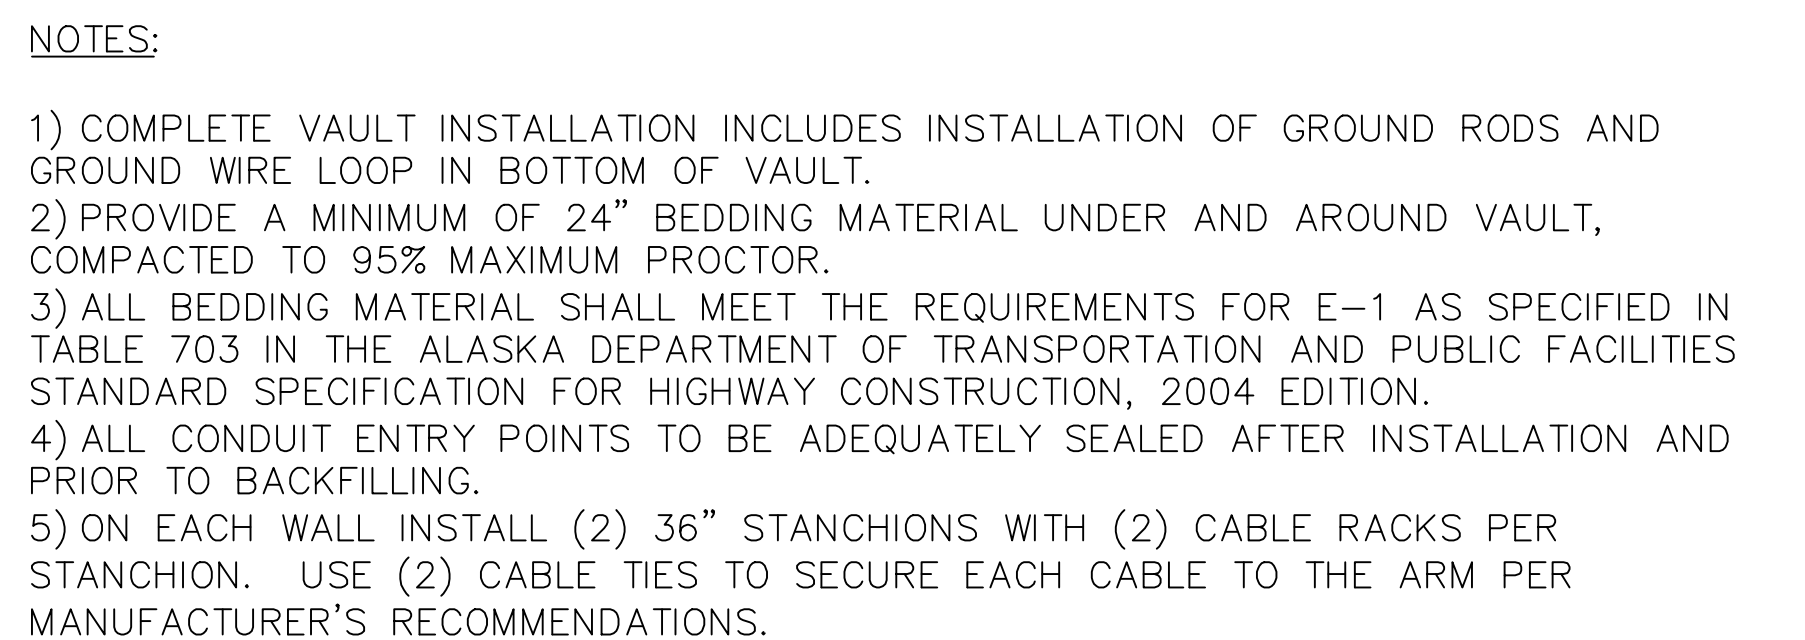 NOTES:
1) COMPLETE VAULT INSTALLATION INCLUDES INSTALLATION OF GROUND RODS AND
GROUND WIRE LOOP IN BOTTOM OF VAULT.
2) PROVIDE A MINIMUM OF 24” BEDDING MATERIAL UNDER AND AROUND VAULT,
COMPACTED TO 95% MAXIMUM PROCTOR.
3) ALL BEDDING MATERIAL SHALL MEET THE REQUIREMENTS FOR E–1 AS SPECIFIED IN
TABLE 703 IN THE ALASKA DEPARTMENT OF TRANSPORTATION AND PUBLIC FACILITIES
STANDARD SPECIFICATION FOR HIGHWAY CONSTRUCTION, 2004 EDITION.
4) ALL CONDUIT ENTRY POINTS TO BE ADEQUATELY SEALED AFTER INSTALLATION AND
PRIOR TO BACKFILLING.
5) ON EACH WALL INSTALL (2) 36” STANCHIONS WITH (2) CABLE RACKS PER
STANCHION.  USE (2) CABLE TIES TO SECURE EACH CABLE TO THE ARM PER
MANUFACTURER’S RECOMMENDATIONS.